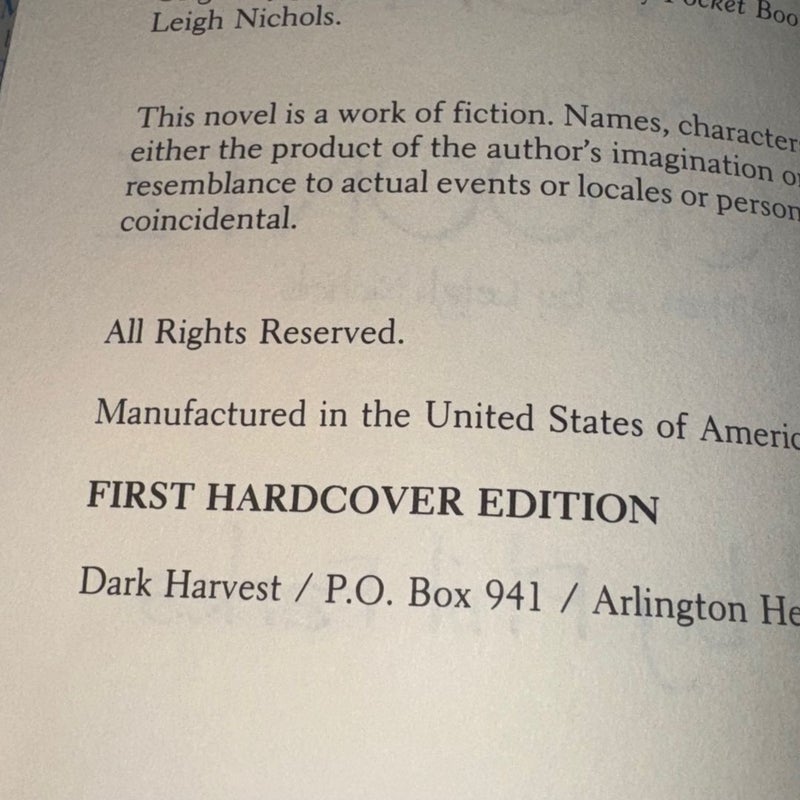 Pocket Boo
Leigh Nichols.
This novel is a work of fiction. Names, character
either the product of the author's imagination o
resemblance to actual events or locales or person
coincidental.
All Rights Reserved.
Manufactured in the United States of Americ
FIRST HARDCOVER EDITION
Dark Harvest / P.O. Box 941 / Arlington He